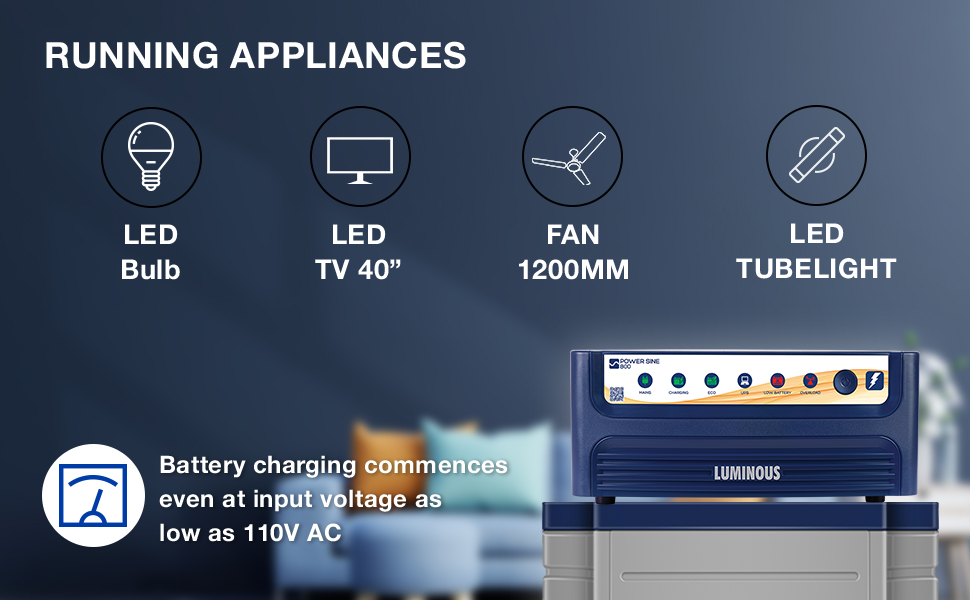 RUNNING APPLIANCES
LED
Bulb
LED
TV 40”
FAN
1200MM
LED
TUBELIGHT
POWER SINE
800
MAINS
CHARGING
ECO
UPS
LOW BATTERY
OVERLOAD
LUMINOUS
Battery charging commences
even at input voltage as
low as 110V AC